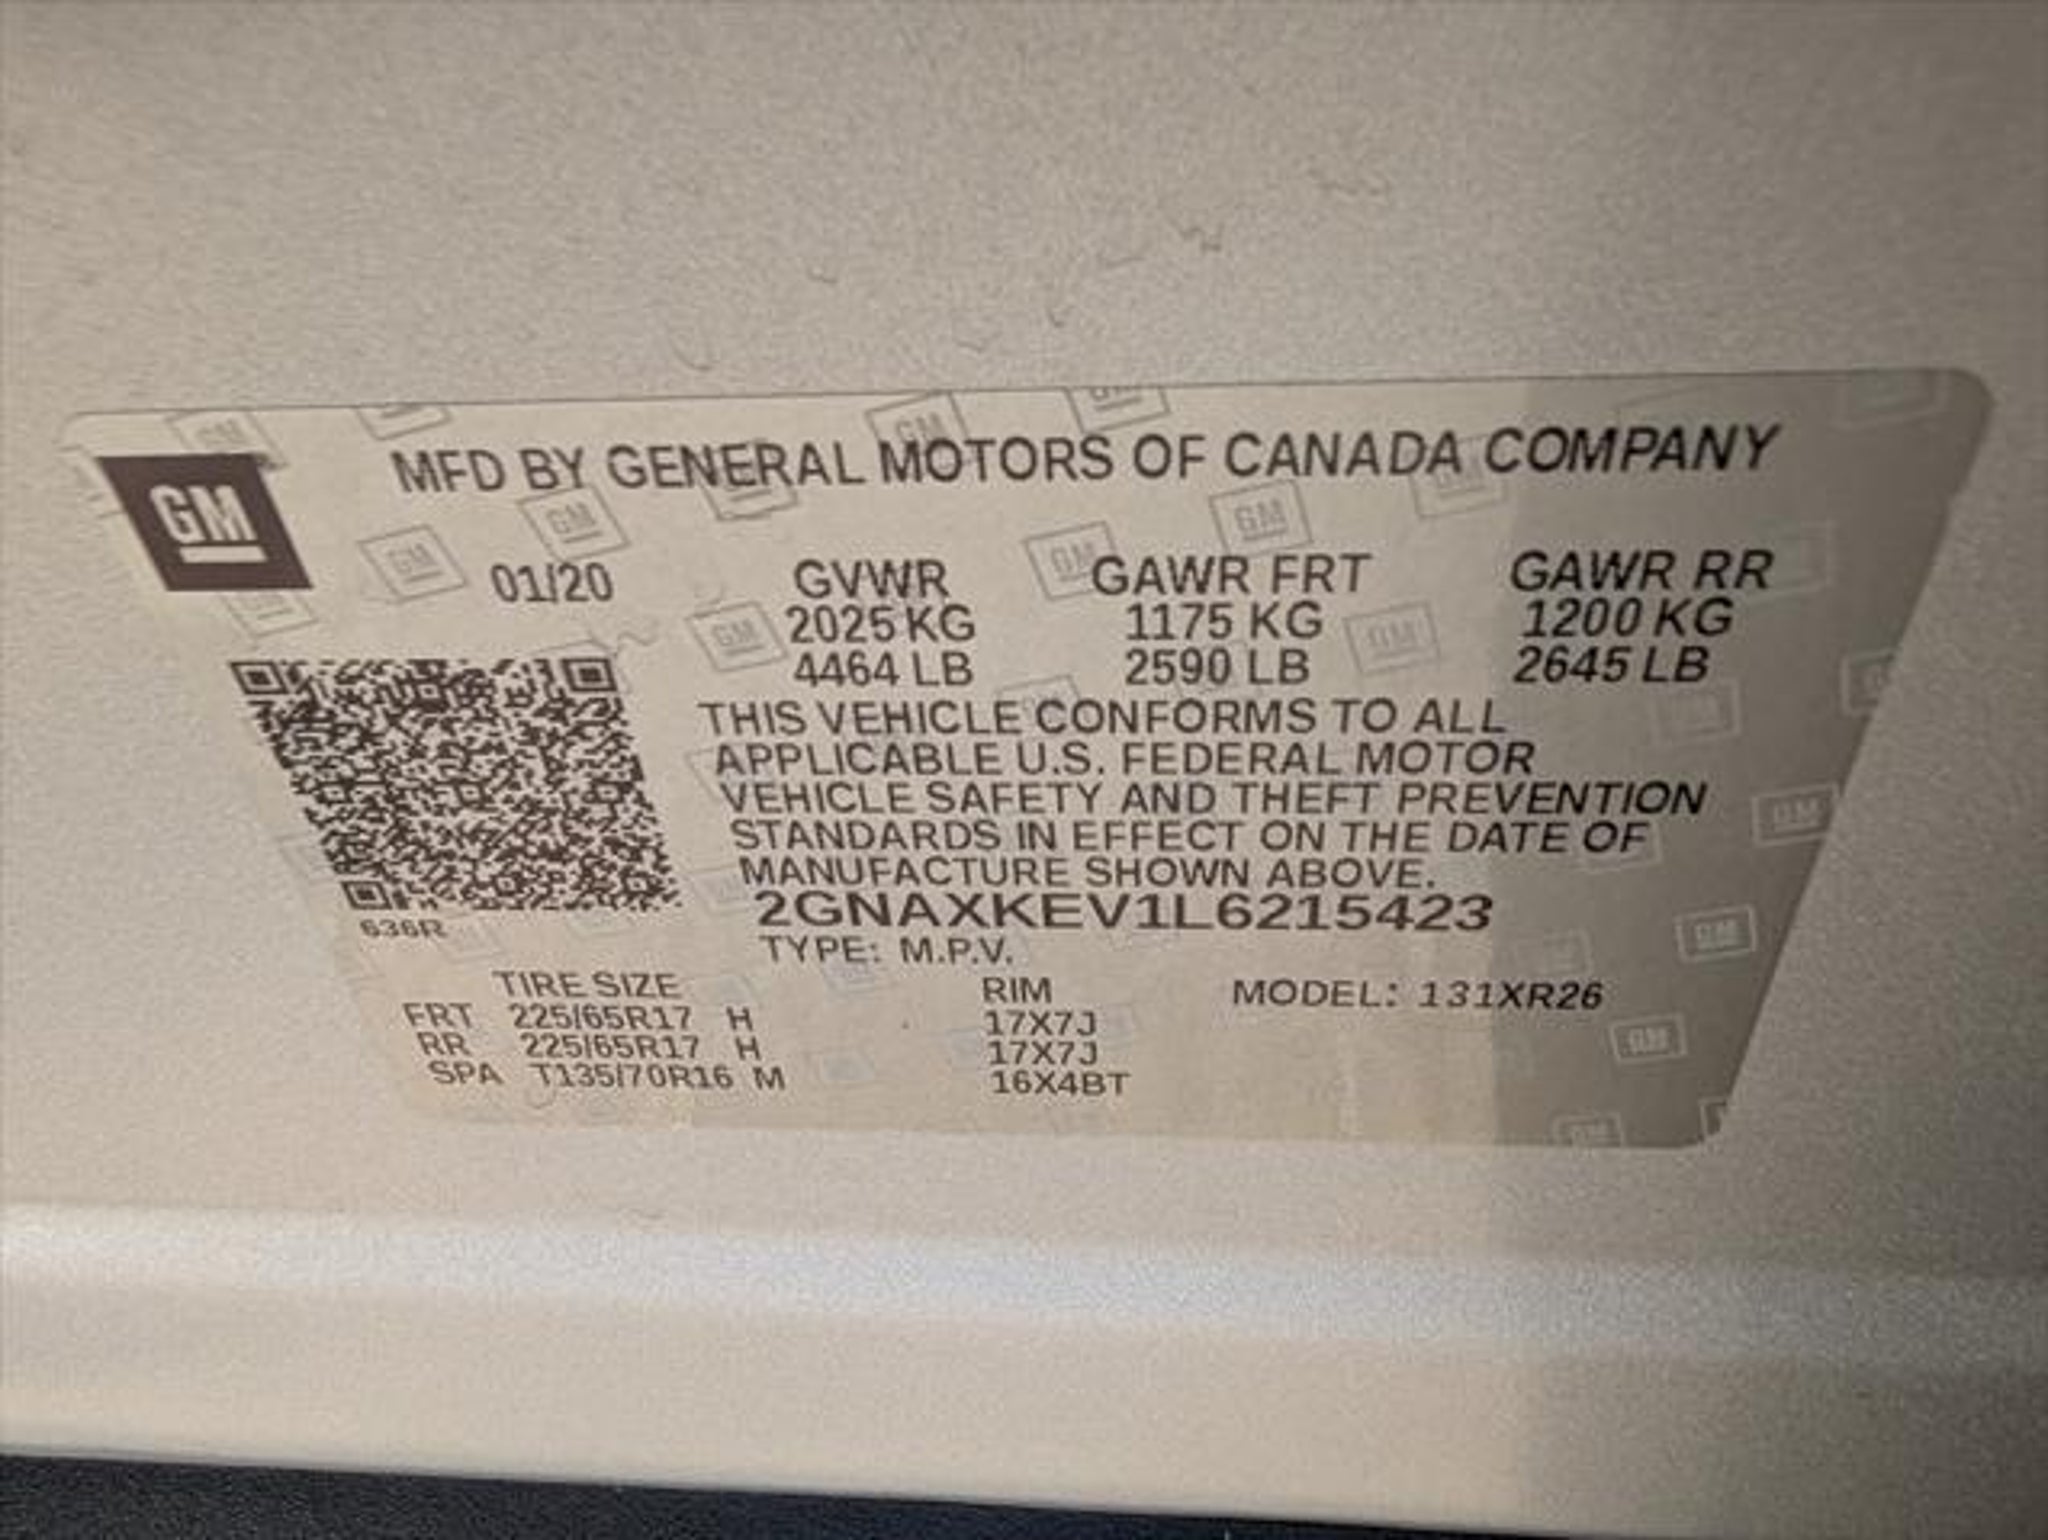 GM
MFD BY GENERAL MOTORS OF CANADA COMPANY
01/20 GVWR GAWR FRT GAWR RR
2025 KG 1175 KG 1200 KG
4464 LB 2590 LB 2645 LB
THIS VEHICLE CONFORMS TO ALL
APPLICABLE U.S. FEDERAL MOTOR
VEHICLE SAFETY AND THEFT PREVENTION
STANDARDS IN EFFECT ON THE DATE OF
MANUFACTURE SHOWN ABOVE.
2GNAXKEV1L6215423
636R
TYPE: M.P.V.
TIRE SIZE RIM MODEL: 131XR26
FRT 225/65R17 H 17X7J
RR 225/65R17 H 17X7J
SPA T135/70R16 M 16X4BT